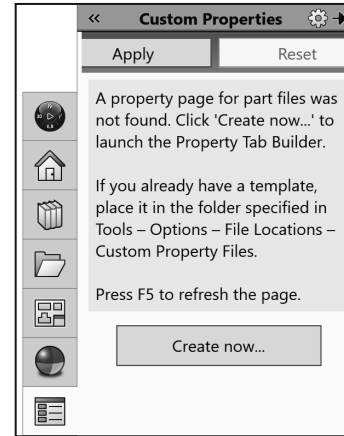 « Custom Properties
Apply Reset
A property page for part files was
not found. Click 'Create now...' to
launch the Property Tab Builder.
If you already have a template,
place it in the folder specified in
Tools – Options – File Locations –
Custom Property Files.
Press F5 to refresh the page.
Create now...